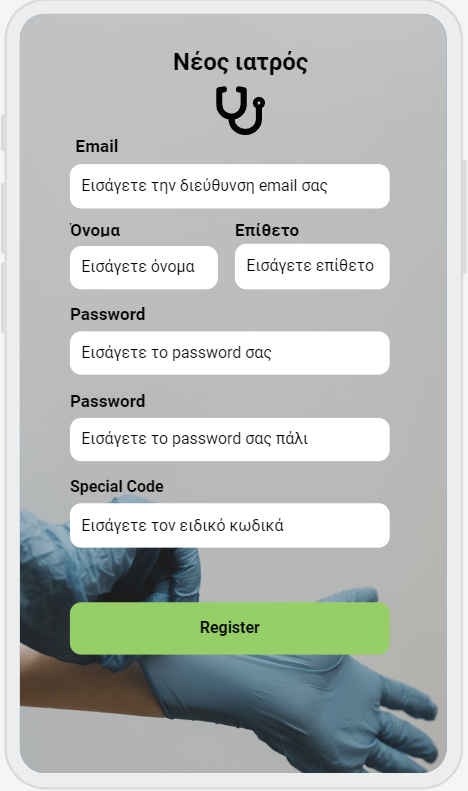 Νέος ιατρός
Email
Εισάγετε την διεύθυνση email σας
Όνομα Επίθετο
Εισάγετε όνομα Εισάγετε επίθετο
Password
Εισάγετε το password σας
Password
Εισάγετε το password σας πάλι
Special Code
Εισάγετε τον ειδικό κωδικά
Register